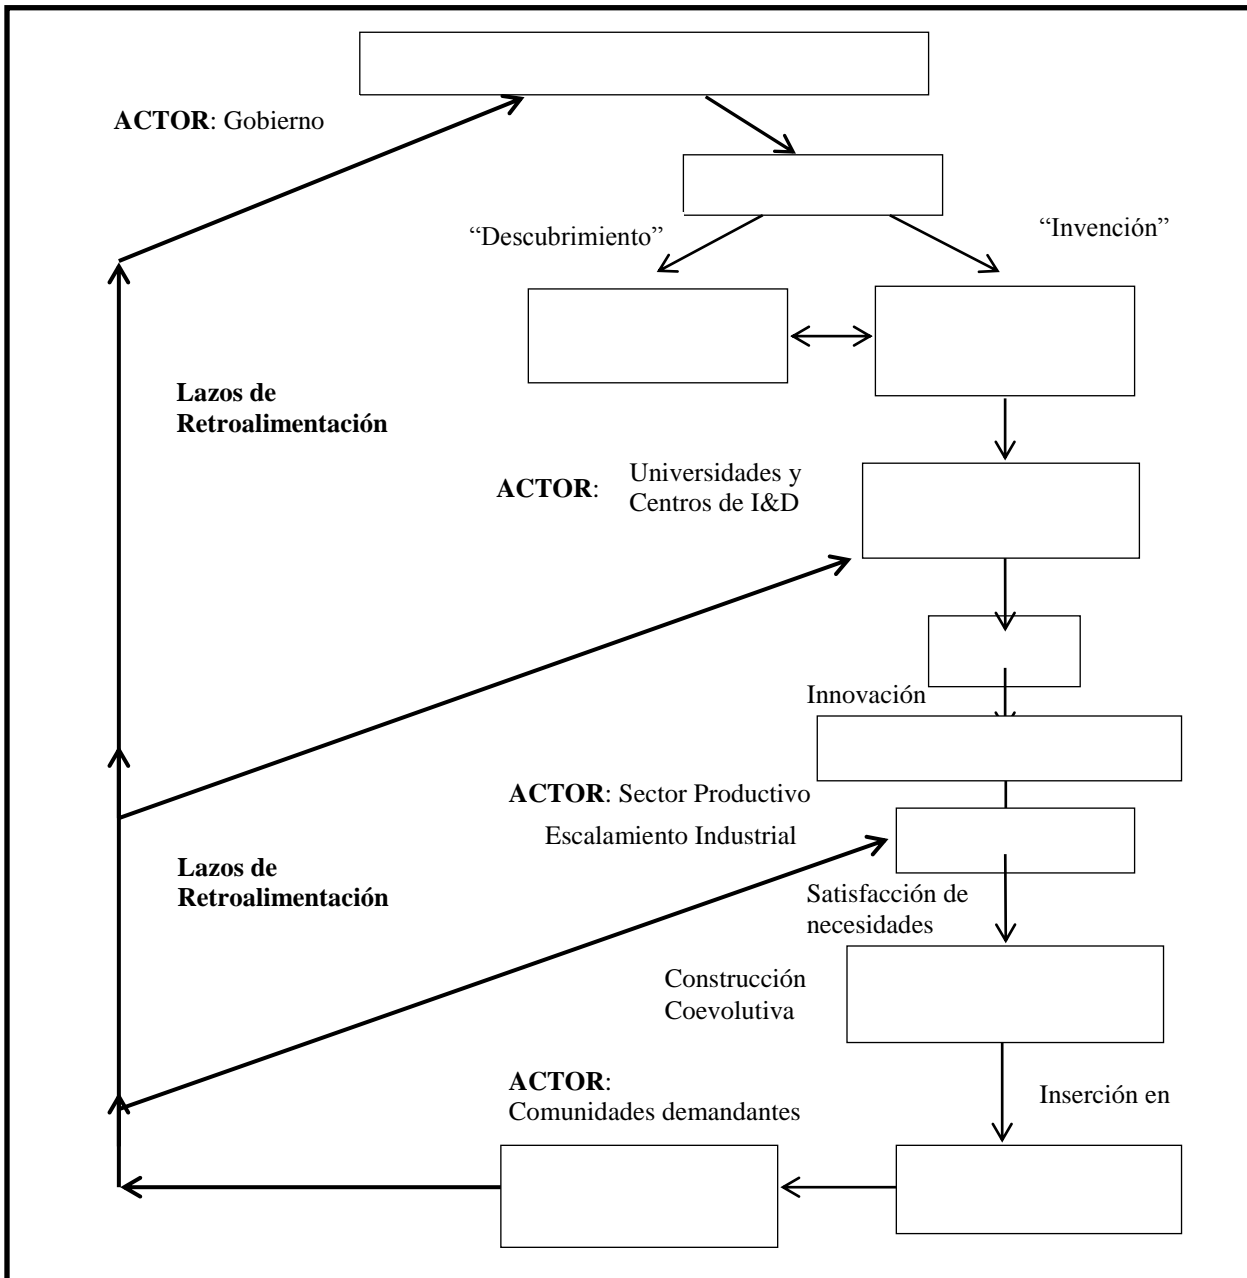 ACTOR: Gobierno
“Descubrimiento”
“Invención”
Lazos de
Retroalimentación
ACTOR:
Universidades y
Centros de I&D
Innovación
ACTOR: Sector Productivo
Escalamiento Industrial
Lazos de
Retroalimentación
Satisfacción de
necesidades
Construcción
Coevolutiva
ACTOR:
Comunidades demandantes
Inserción en